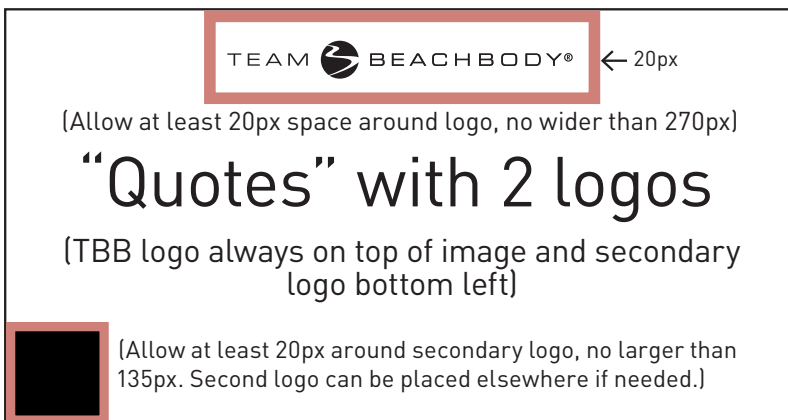 TEAM BEACHBODY®
← 20px
(Allow at least 20px space around logo, no wider than 270px)
“Quotes” with 2 logos
(TBB logo always on top of image and secondary
logo bottom left)
(Allow at least 20px around secondary logo, no larger than
135px. Second logo can be placed elsewhere if needed.)